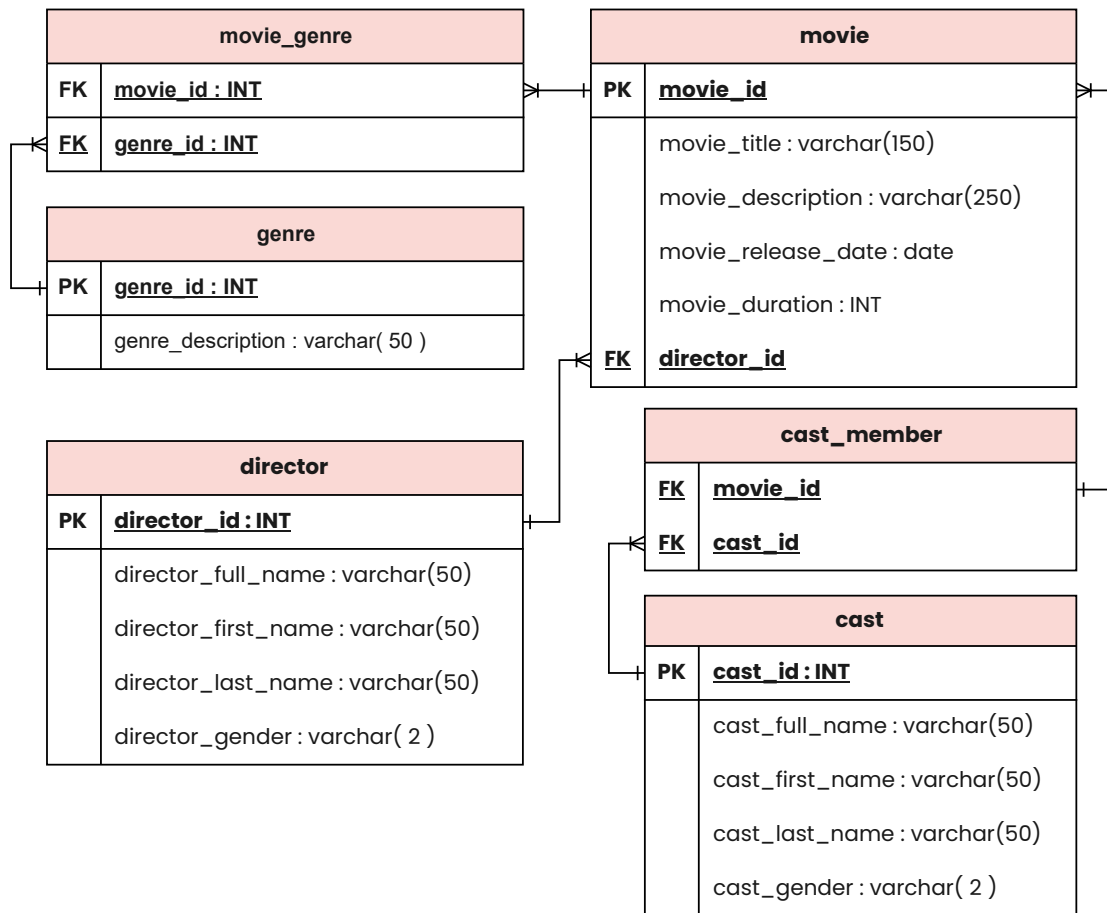 movie_genre
FK movie_id : INT
FK genre_id : INT
genre
PK genre_id : INT
genre_description : varchar( 50 )
director
PK director_id : INT
director_full_name : varchar(50)
director_first_name : varchar(50)
director_last_name : varchar(50)
director_gender : varchar( 2 )
movie
PK movie_id
movie_title : varchar(150)
movie_description : varchar(250)
movie_release_date : date
movie_duration : INT
FK director_id
cast_member
FK movie_id
FK cast_id
cast
PK cast_id : INT
cast_full_name : varchar(50)
cast_first_name : varchar(50)
cast_last_name : varchar(50)
cast_gender : varchar( 2 )